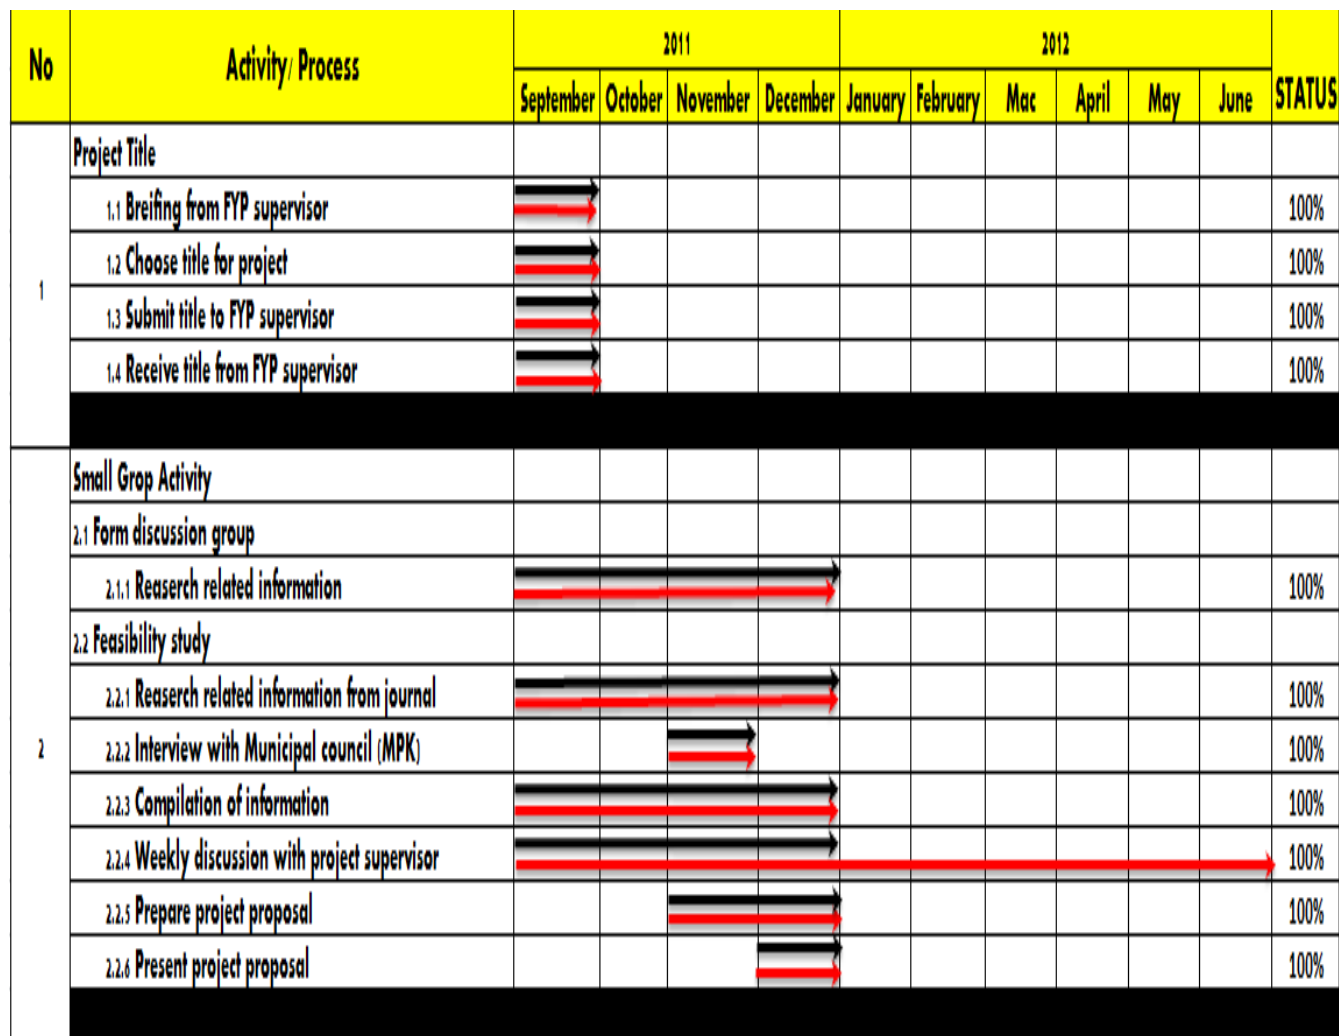 No Activity/ Process 2011 2012 STATUS
September October November December January February Mac April May June
1
Project Title
1.1 Breifing from FYP supervisor 100%
1.2 Choose title for project 100%
1.3 Submit title to FYP supervisor 100%
1.4 Receive title from FYP supervisor 100%
2
Small Grop Activity
2.1 Form discussion group
2.1.1 Reaserch related information 100%
2.2 Feasibility study
2.2.1 Reaserch related information from journal 100%
2.2.2 Interview with Municipal council (MPK) 100%
2.2.3 Compilation of information 100%
2.2.4 Weekly discussion with project supervisor 100%
2.2.5 Prepare project proposal 100%
2.2.6 Present project proposal 100%